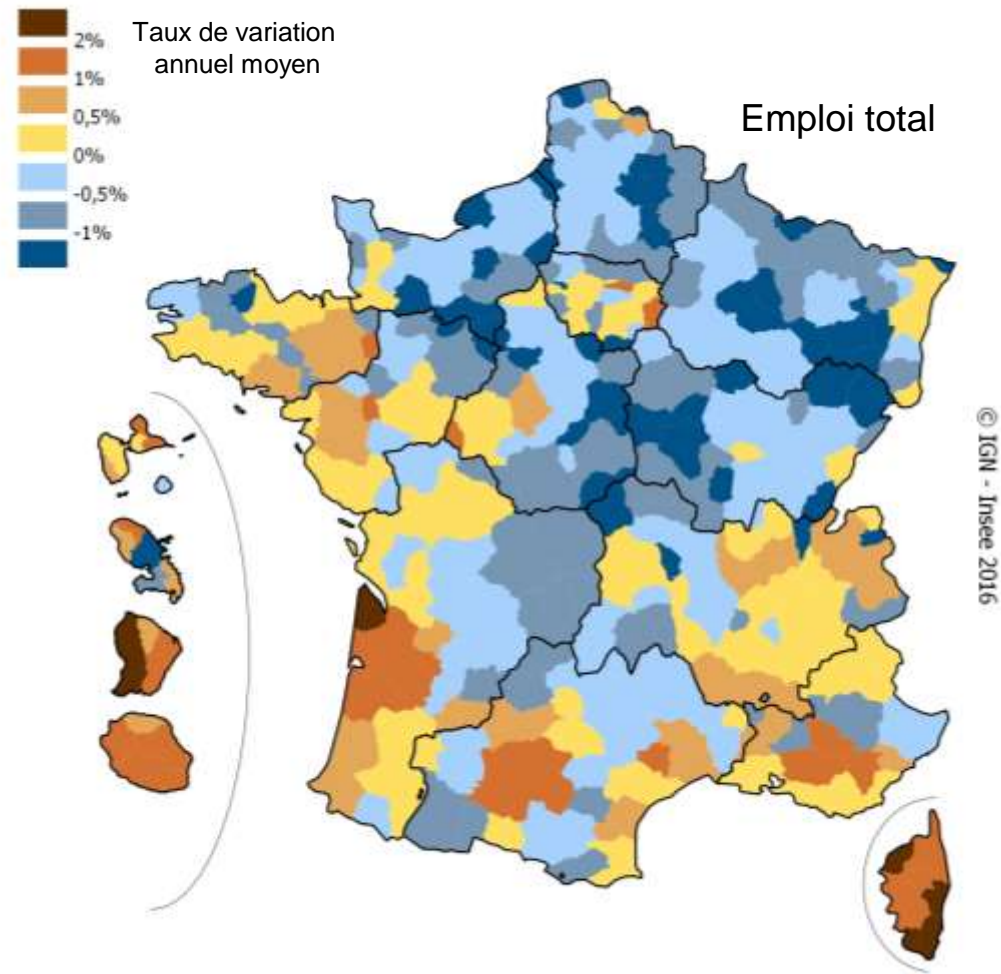 Taux de variation
annuel moyen
2%
1%
0,5%
0%
-0,5%
-1%
Emploi total
© IGN - Insee 2016